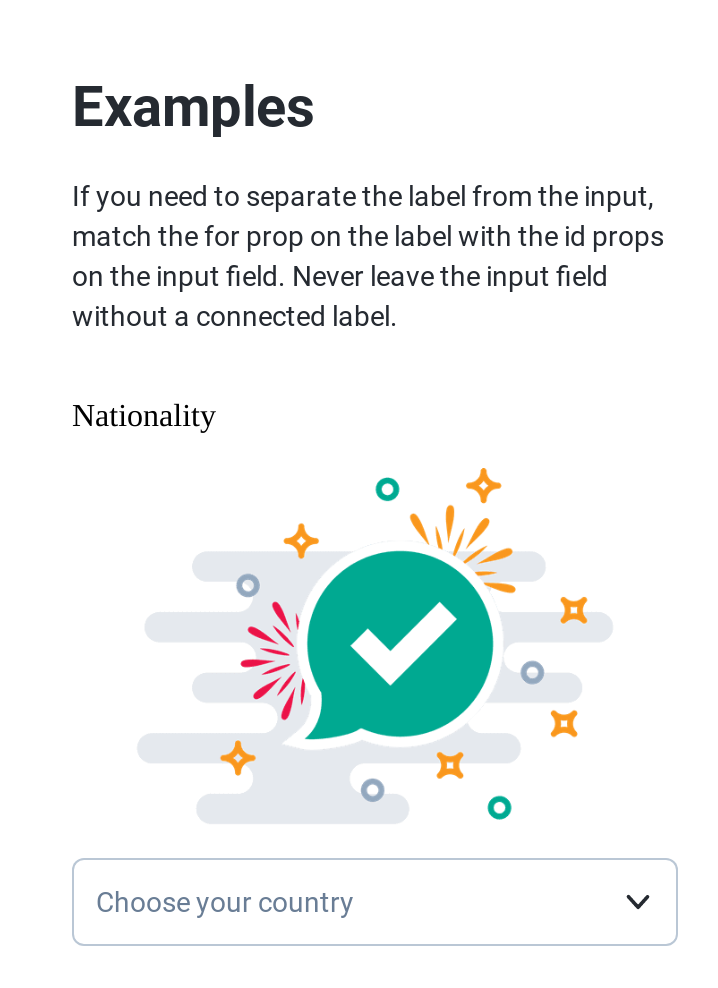 Examples
If you need to separate the label from the input,
match the for prop on the label with the id props
on the input field. Never leave the input field
without a connected label.
Nationality
Choose your country